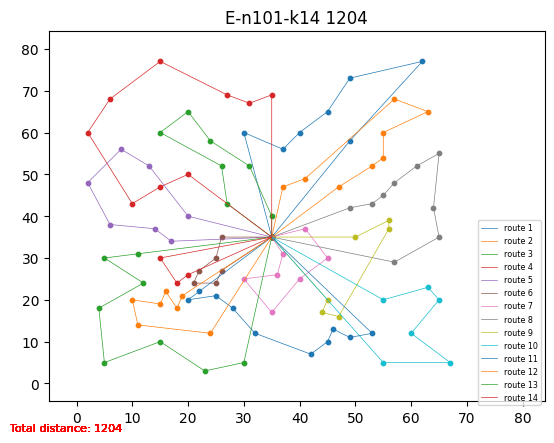 E-n101-k14 1204
80
70
60
50
40
30
20
10
0
0 10 20 30 40 50 60 70 80
route 1
route 2
route 3
route 4
route 5
route 6
route 7
route 8
route 9
route 10
route 11
route 12
route 13
route 14
Total distance: 1204